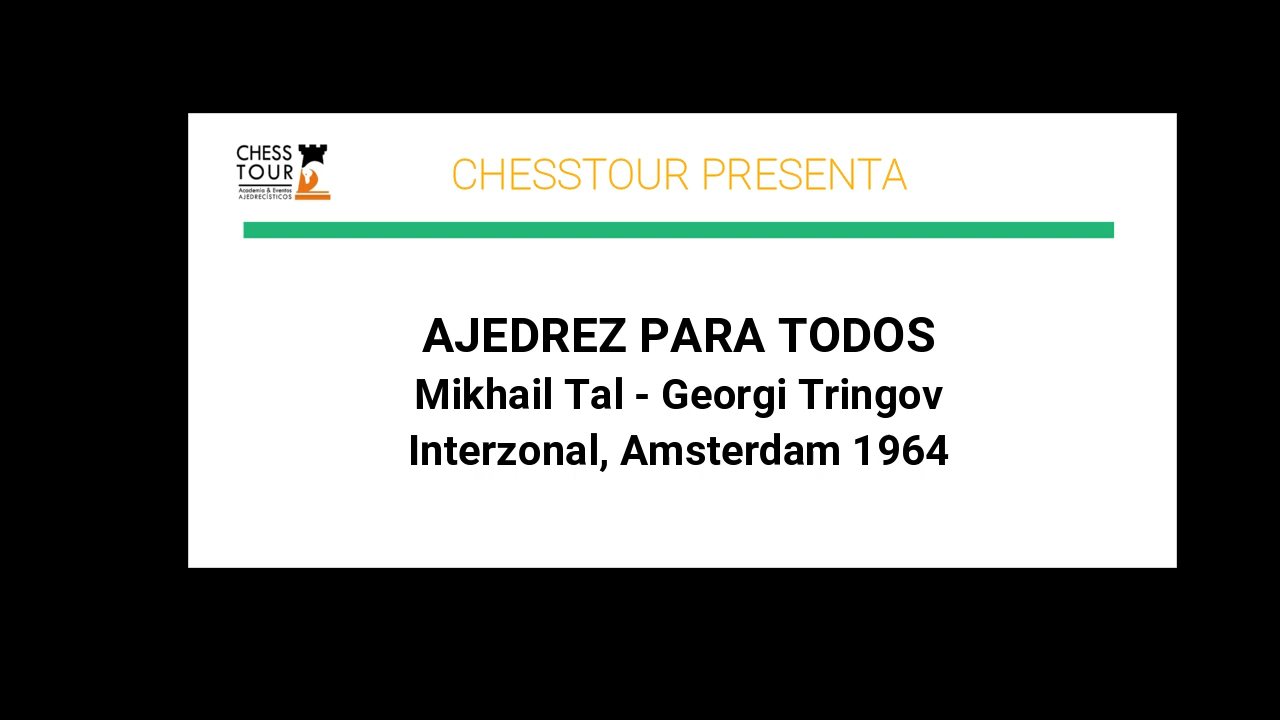 CHESS
TOUR
Academia & Eventos
AJEDRECÍSTICOS
CHESSTOUR PRESENTA
AJEDREZ PARA TODOS
Mikhail Tal - Georgi Tringov
Interzonal, Amsterdam 1964